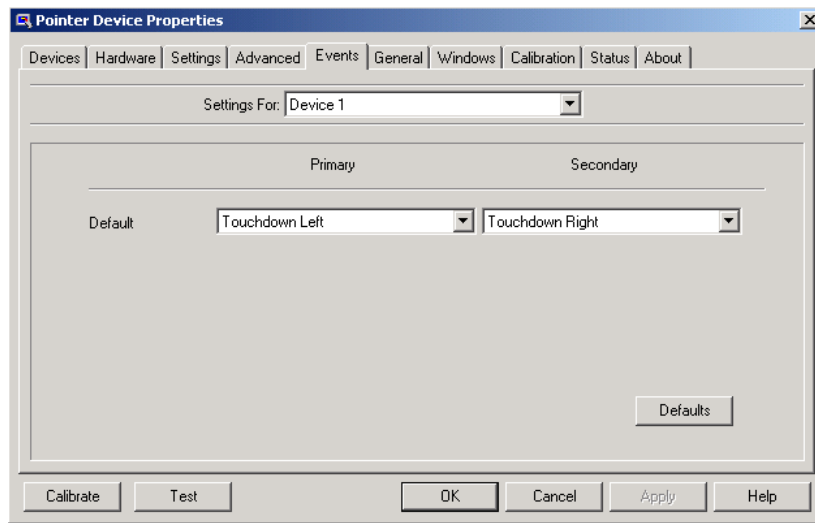 Pointer Device Properties
Devices Hardware Settings Advanced Events General Windows Calibration Status About
Settings For: Device 1
Primary Secondary
Default Touchdown Left Touchdown Right
Defaults
Calibrate Test OK Cancel Apply Help